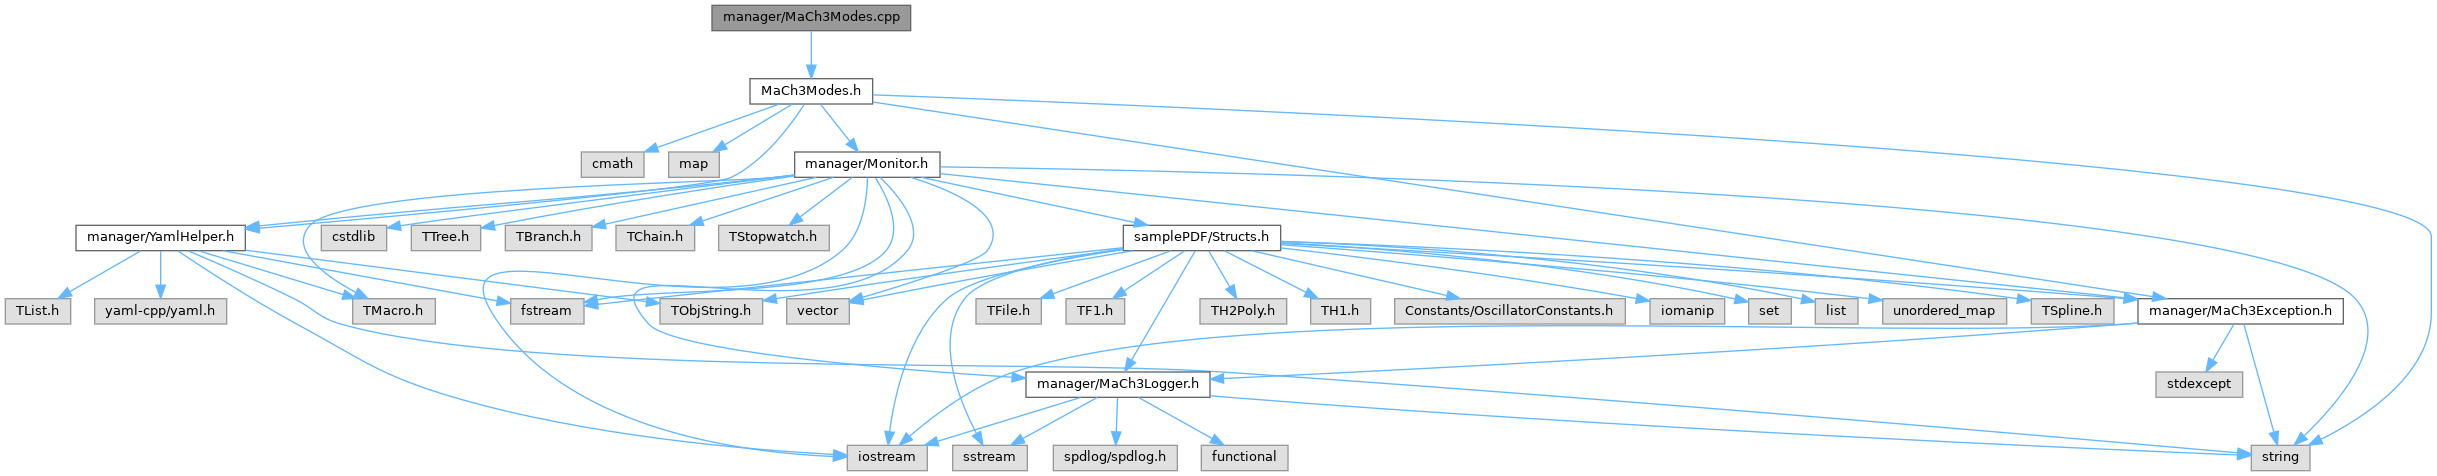 manager/MaCh3Modes.cpp
MaCh3Modes.h
cmath
map
manager/Monitor.h
manager/YamlHelper.h
cstdlib
TTree.h
TBranch.h
TChain.h
TStopwatch.h
samplePDF/Structs.h
TList.h
yaml-cpp/yaml.h
TMacro.h
fstream
TObjString.h
vector
TFile.h
TF1.h
TH2Poly.h
TH1.h
Constants/OscillatorConstants.h
iomanip
set
list
unordered_map
TSpline.h
manager/MaCh3Exception.h
manager/MaCh3Logger.h
stdexcept
iostream
sstream
spdlog/spdlog.h
functional
string